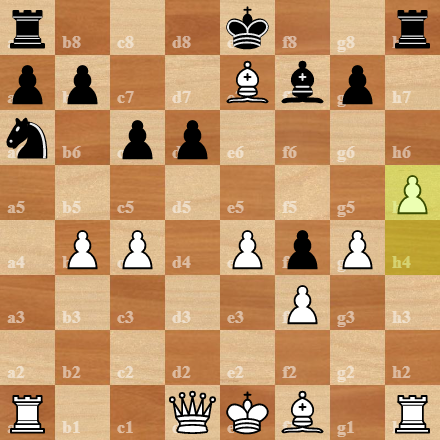 b8 c8 d8 f8 g8
c7 d7 h7
b6 e6 f6 g6 h6
a5 b5 c5 d5 e5 f5 g5
a4 d4 h4
a3 b3 c3 d3 e3 g3 h3
a2 b2 c2 d2 e2 f2 g2 h2
b1 c1 g1